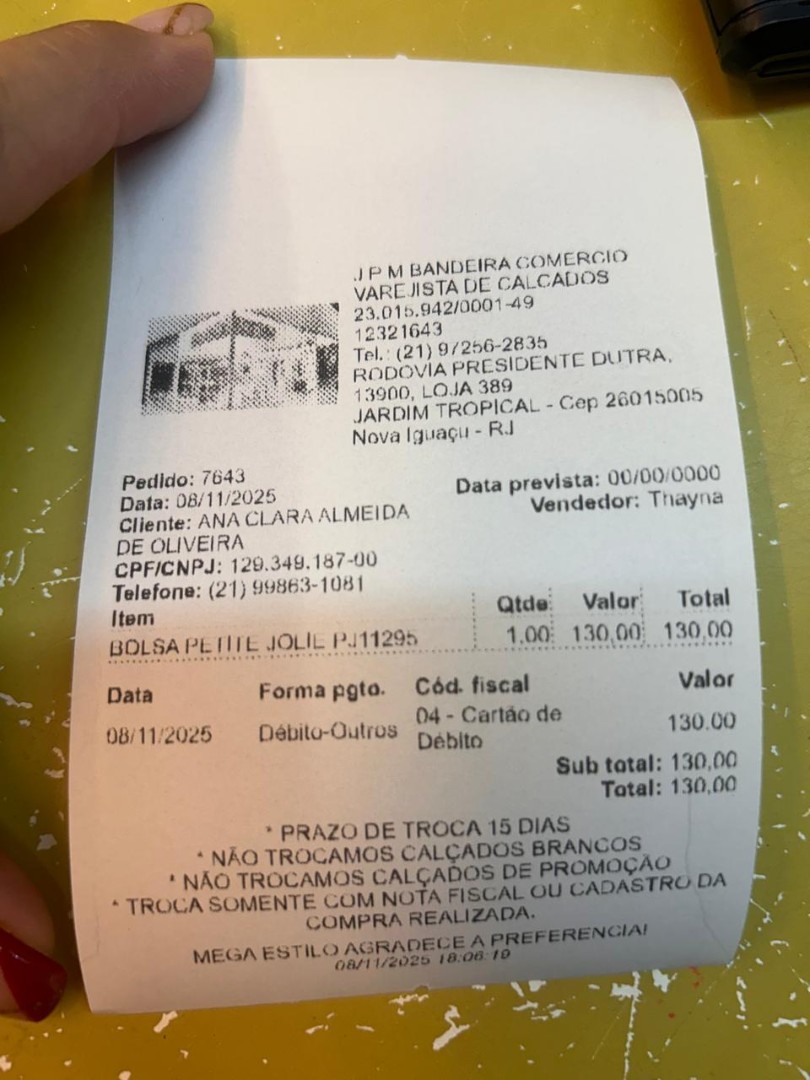 J P M BANDEIRA COMERCIO
VAREJISTA DE CALCADOS
23.015.942/0001-49
12321643
Tel.: (21) 97256-2835
RODOVIA PRESIDENTE DUTRA,
13900, LOJA 389
JARDIM TROPICAL - Cep 26015005
Nova Iguaçu - RJ
Pedido: 7643
Data: 08/11/2025
Data prevista: 00/00/0000
Cliente: ANA CLARA ALMEIDA
DE OLIVEIRA
Vendedor: Thayna
CPF/CNPJ: 129.349.187-00
Telefone: (21) 99863-1081
Item Qtde Valor Total
BOLSA PETITE JOLIE PJ11295 1.00 130,00 130,00
Data Forma pgto. Cód. fiscal Valor
08/11/2025 Débito-Outros 04 - Cartão de
Débito 130.00
Sub total: 130,00
Total: 130,00
* PRAZO DE TROCA 15 DIAS
* NÃO TROCAMOS CALÇADOS BRANCOS
* NÃO TROCAMOS CALÇADOS DE PROMOÇÃO
* TROCA SOMENTE COM NOTA FISCAL OU CADASTRO DA
COMPRA REALIZADA.
MEGA ESTILO AGRADECE A PREFERENCIA!
08/11/2025 18:06:19